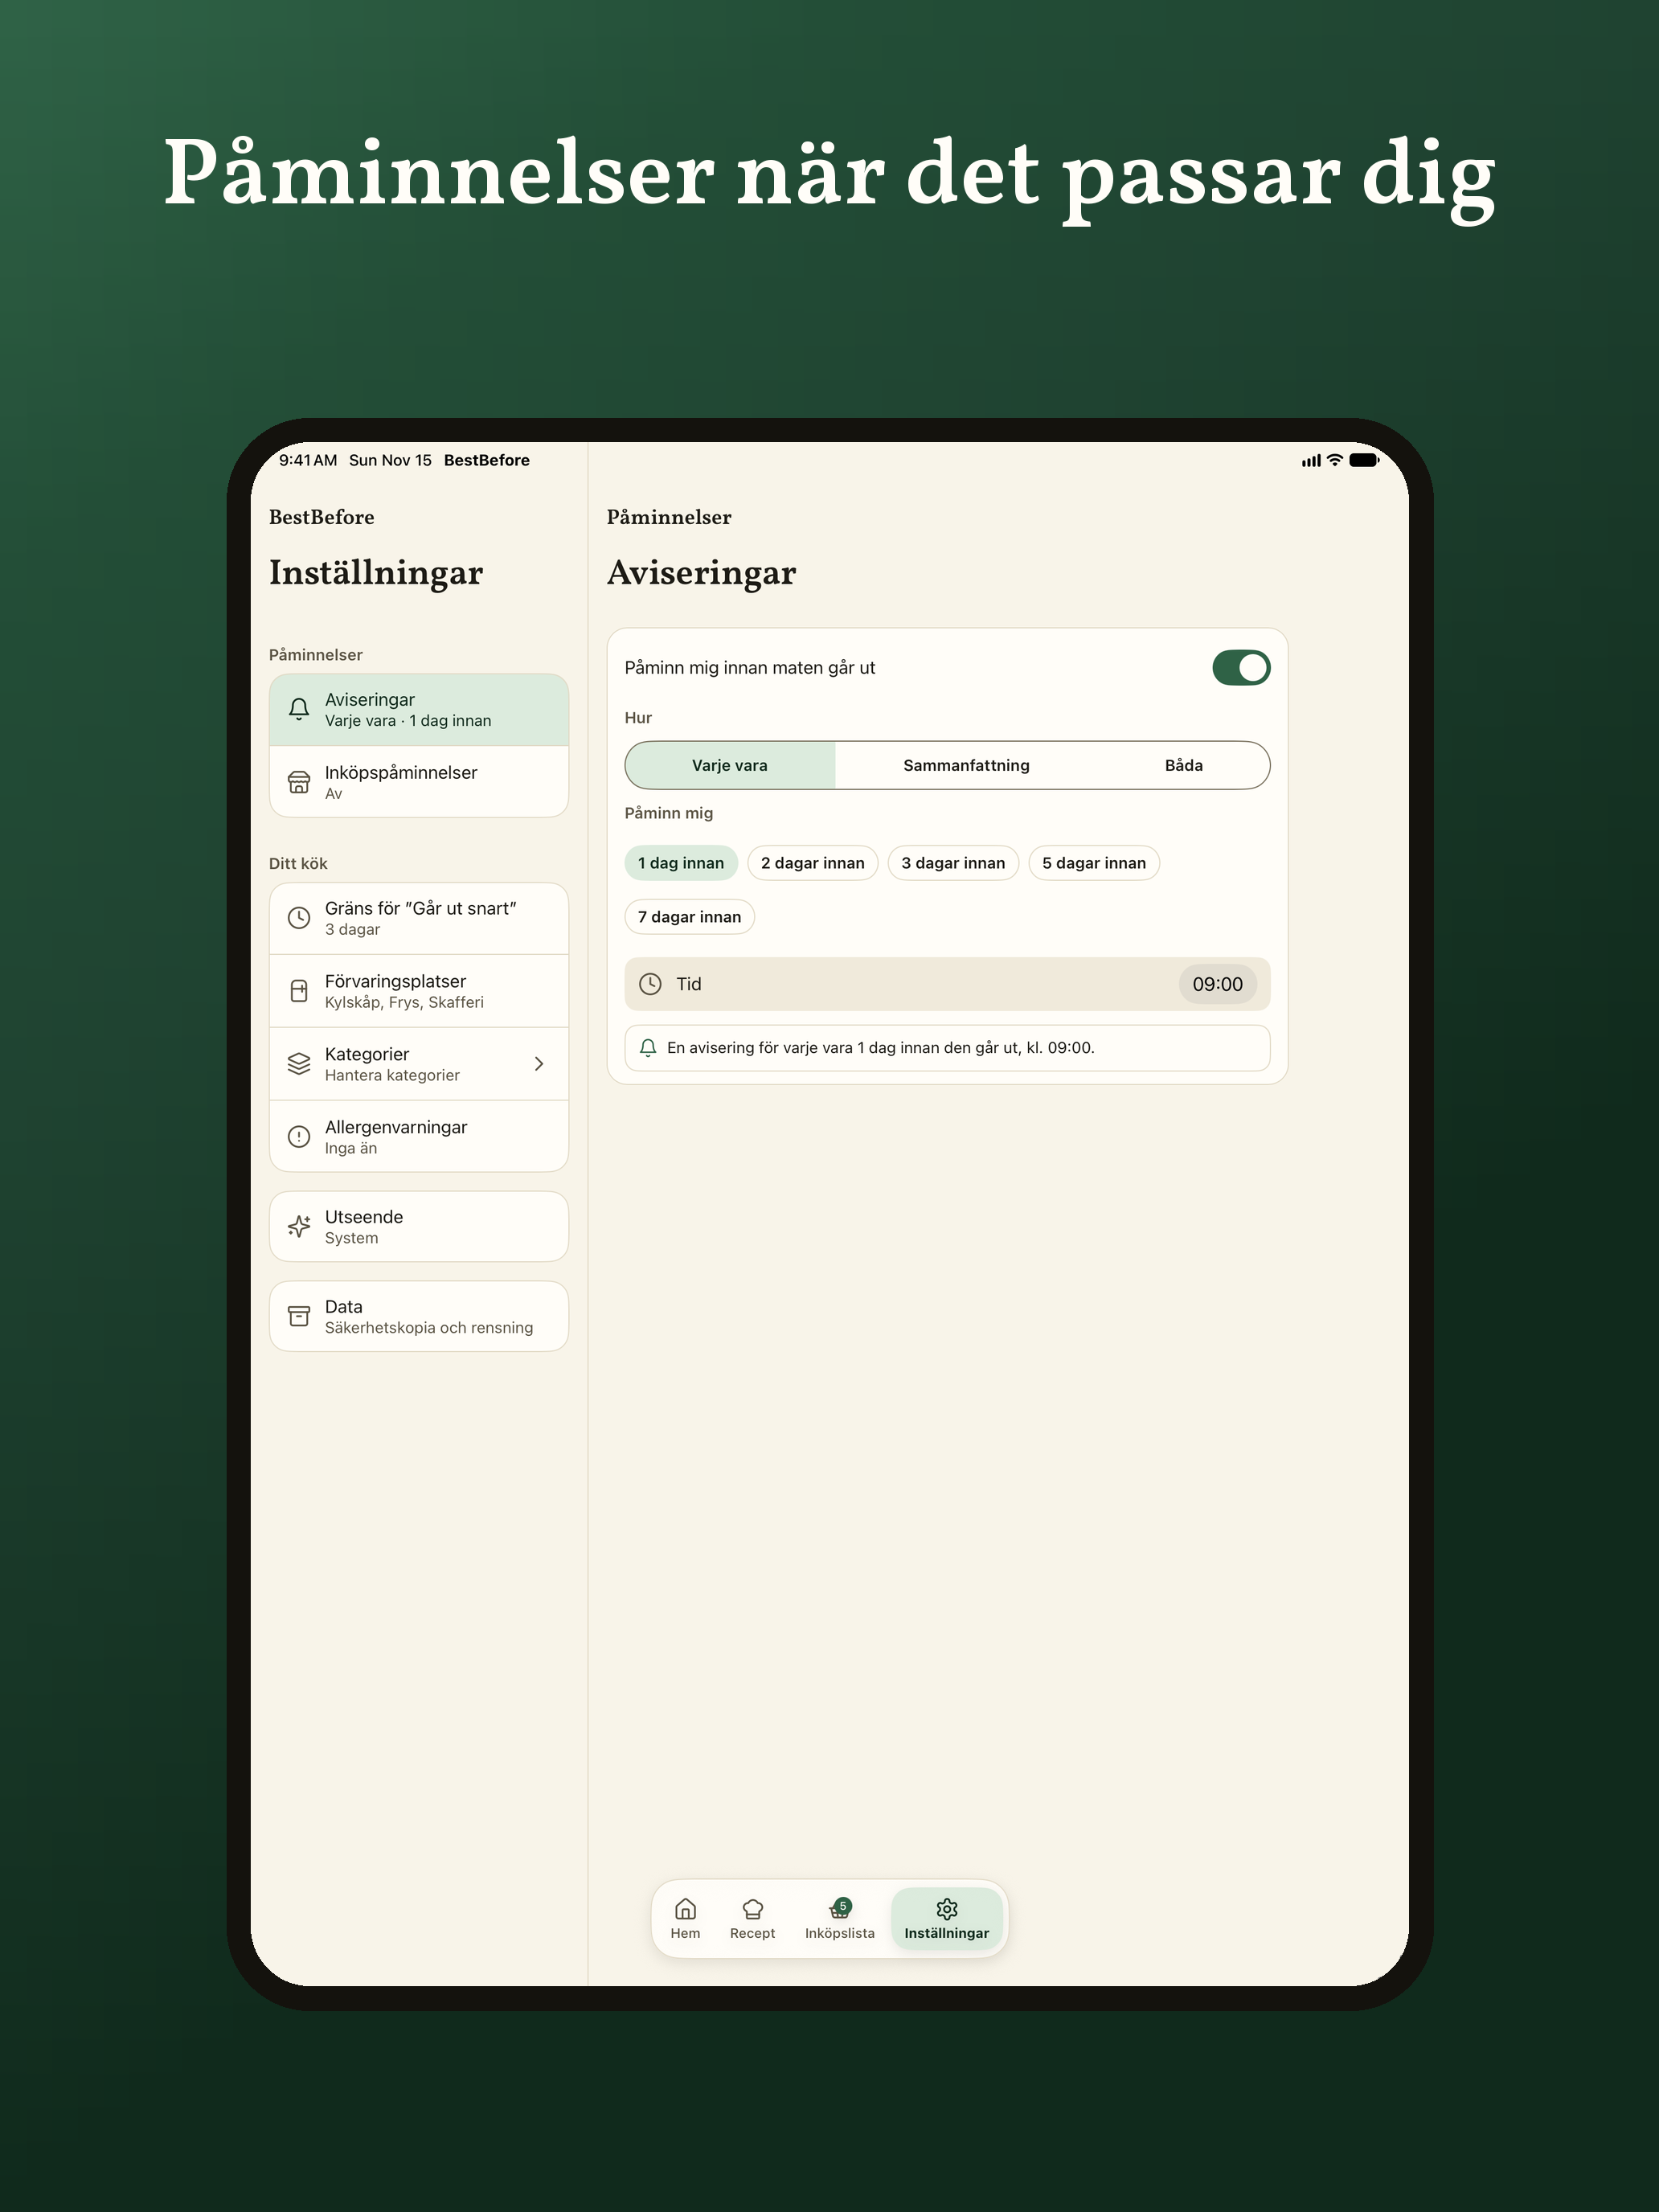 Påminnelser när det passar dig
9:41 AM Sun Nov 15 BestBefore
BestBefore
Inställningar
Påminnelser
Aviseringar
Varje vara · 1 dag innan
Inköpspåminnelser
Av
Ditt kök
Gräns för ”Går ut snart”
3 dagar
Förvaringsplatser
Kylskåp, Frys, Skafferi
Kategorier
Hantera kategorier
Allergenvarningar
Inga än
Utseende
System
Data
Säkerhetskopia och rensning
Påminnelser
Aviseringar
Påminn mig innan maten går ut
Hur
Varje vara Sammanfattning Båda
Påminn mig
1 dag innan 2 dagar innan 3 dagar innan 5 dagar innan
7 dagar innan
Tid 09:00
En avisering för varje vara 1 dag innan den går ut, kl. 09:00.
5
Hem Recept Inköpslista Inställningar